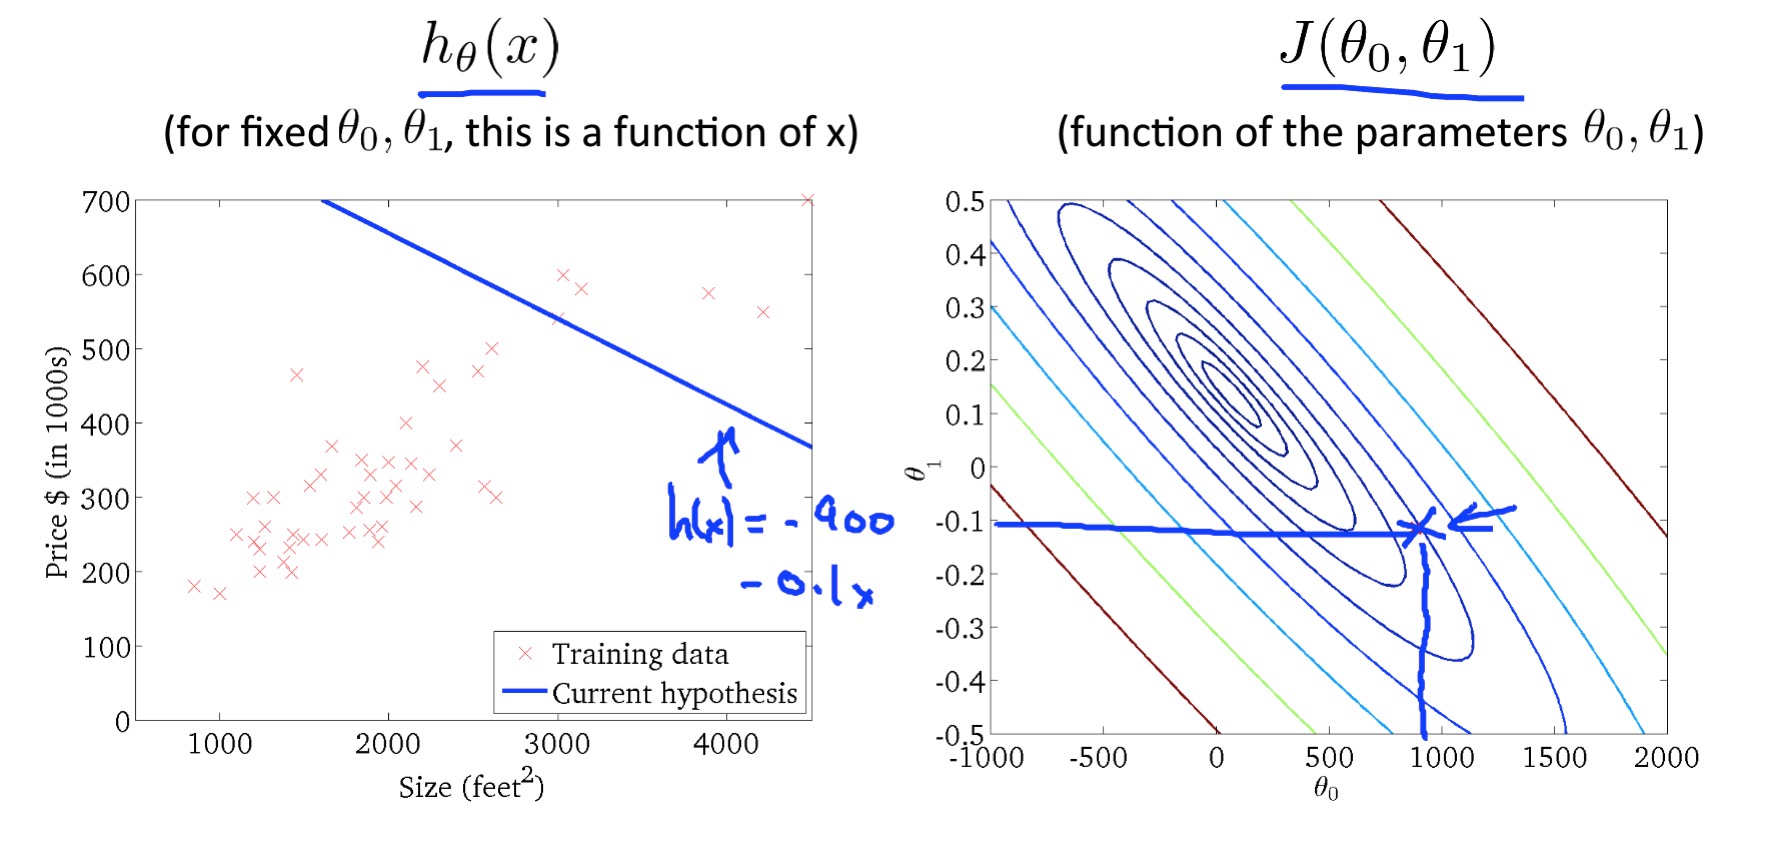 h_θ(x)
(for fixed θ₀, θ₁, this is a function of x)
700
600
500
400
300
200
100
0
Price $ (in 1000s)
1000 2000 3000 4000
Size (feet²)
h(x) = - 900
- 0.1x
Training data
Current hypothesis
J(θ₀, θ₁)
(function of the parameters θ₀, θ₁)
0.5
0.4
0.3
0.2
0.1
0
-0.1
-0.2
-0.3
-0.4
-0.5
θ₁
-1000 -500 0 500 1000 1500 2000
θ₀